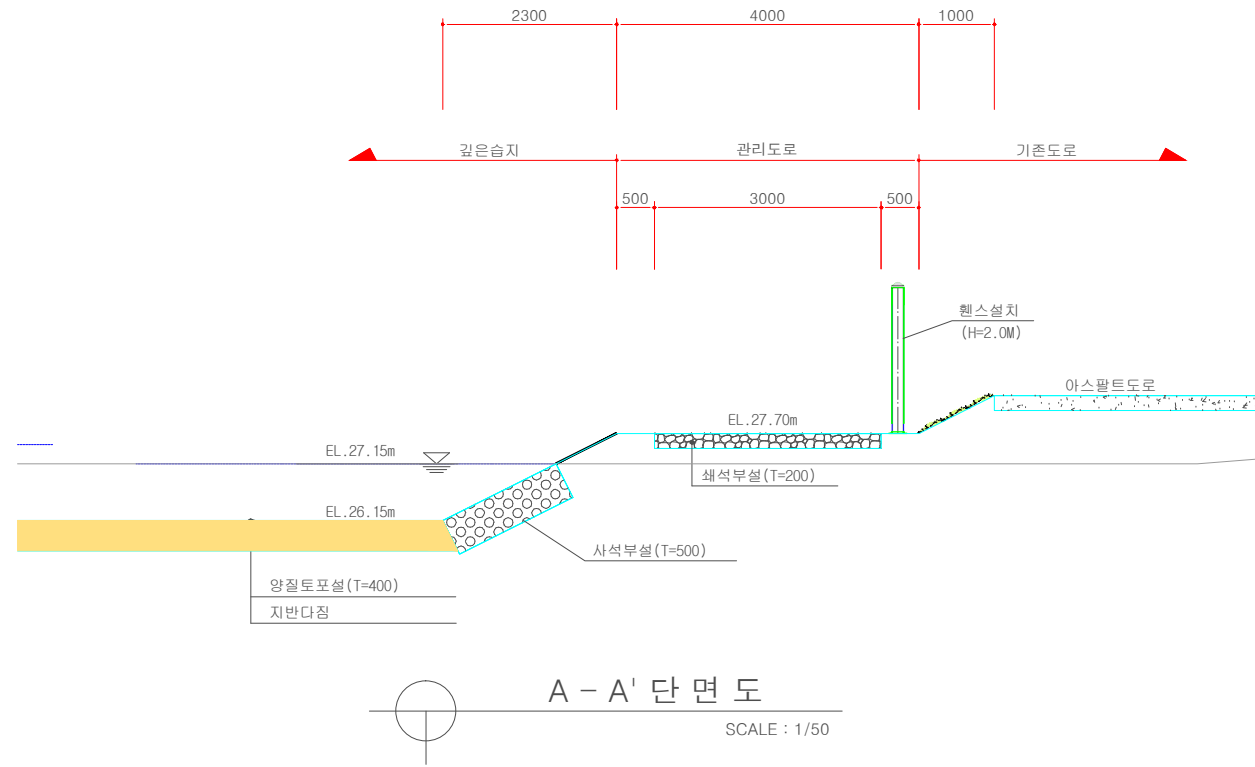 2300
4000
1000
깊은습지
관리도로
기존도로
500
3000
500
휀스설치
(H=2.0M)
아스팔트도로
EL.27.70m
EL.27.15m
쇄석부설(T=200)
EL.26.15m
사석부설(T=500)
양질토포설(T=400)
지반다짐
A - A' 단 면 도
SCALE : 1/50